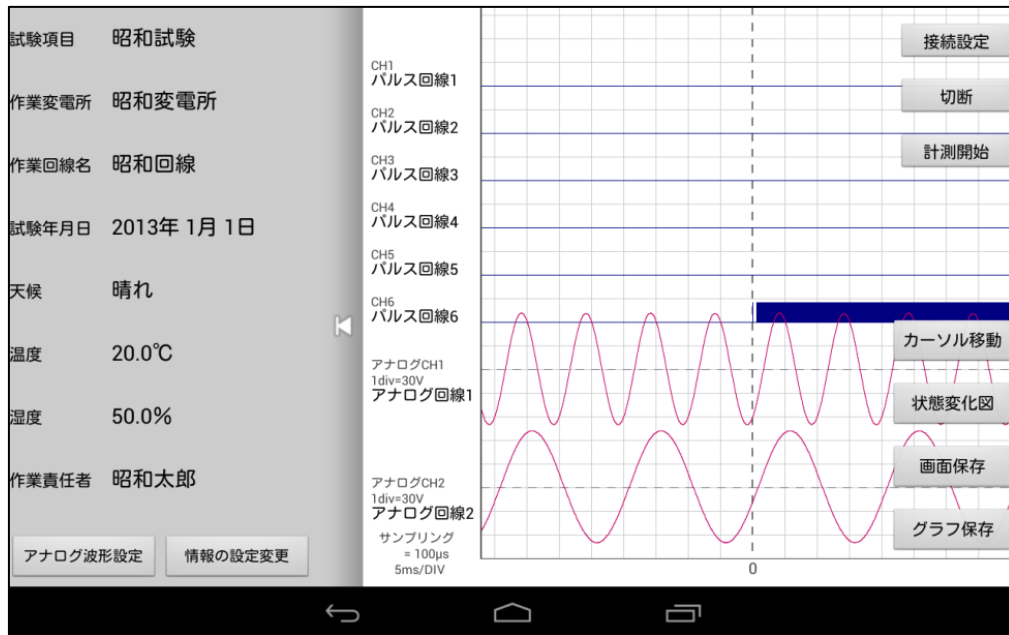 試験項目 昭和試験
作業変電所 昭和変電所
作業回線名 昭和回線
試験年月日 2013年 1月 1日
天候 晴れ
温度 20.0℃
湿度 50.0%
作業責任者 昭和太郎
アナログ波形設定 情報の設定変更
CH1
パルス回線1
CH2
パルス回線2
CH3
パルス回線3
CH4
パルス回線4
CH5
パルス回線5
CH6
パルス回線6
アナログCH1
1div=30V
アナログ回線1
アナログCH2
1div=30V
アナログ回線2
サンプリング
= 100μs
5ms/DIV
0
接続設定
切断
計測開始
カーソル移動
状態変化図
画面保存
グラフ保存